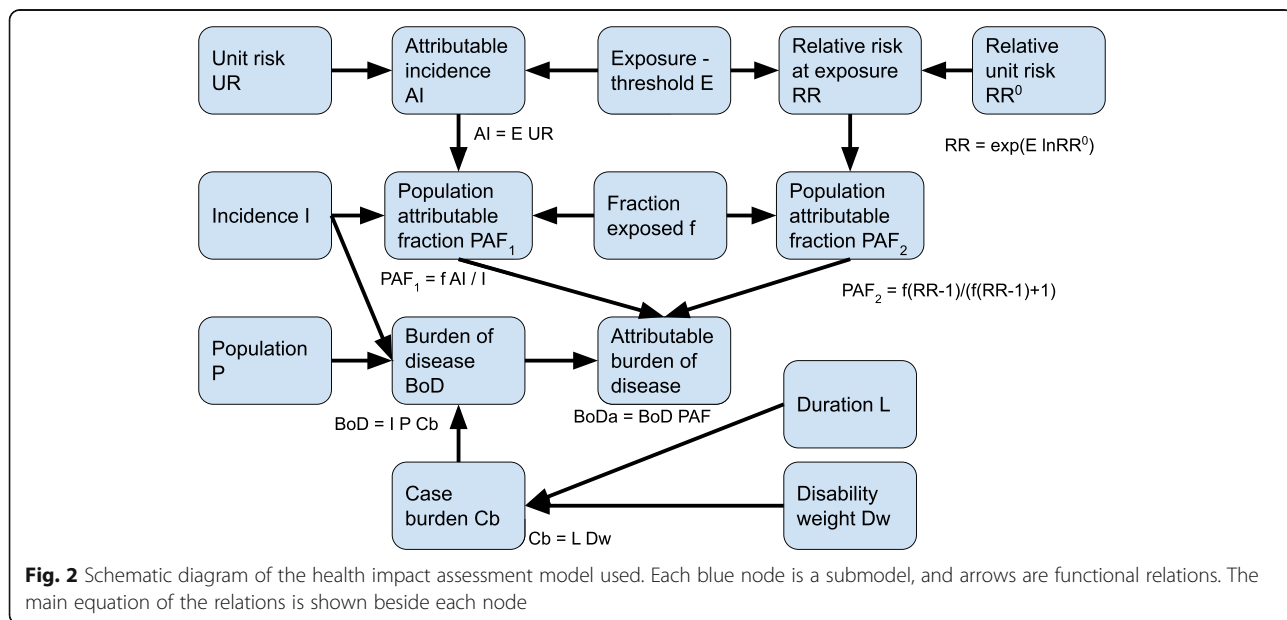 Unit risk
UR
Attributable
incidence
AI
Exposure -
threshold E
Relative risk
at exposure
RR
Relative
unit risk
RR⁰
AI = E UR
RR = exp(E lnRR⁰)
Incidence I
Population
attributable
fraction PAF₁
Fraction
exposed f
Population
attributable
fraction PAF₂
PAF₁ = f AI / I
PAF₂ = f(RR-1)/(f(RR-1)+1)
Population
P
Burden of
disease
BoD
Attributable
burden of
disease
Duration L
BoD = I P Cb
BoDa = BoD PAF
Case
burden Cb
Disability
weight Dw
Cb = L Dw
Fig. 2 Schematic diagram of the health impact assessment model used. Each blue node is a submodel, and arrows are functional relations. The
main equation of the relations is shown beside each node